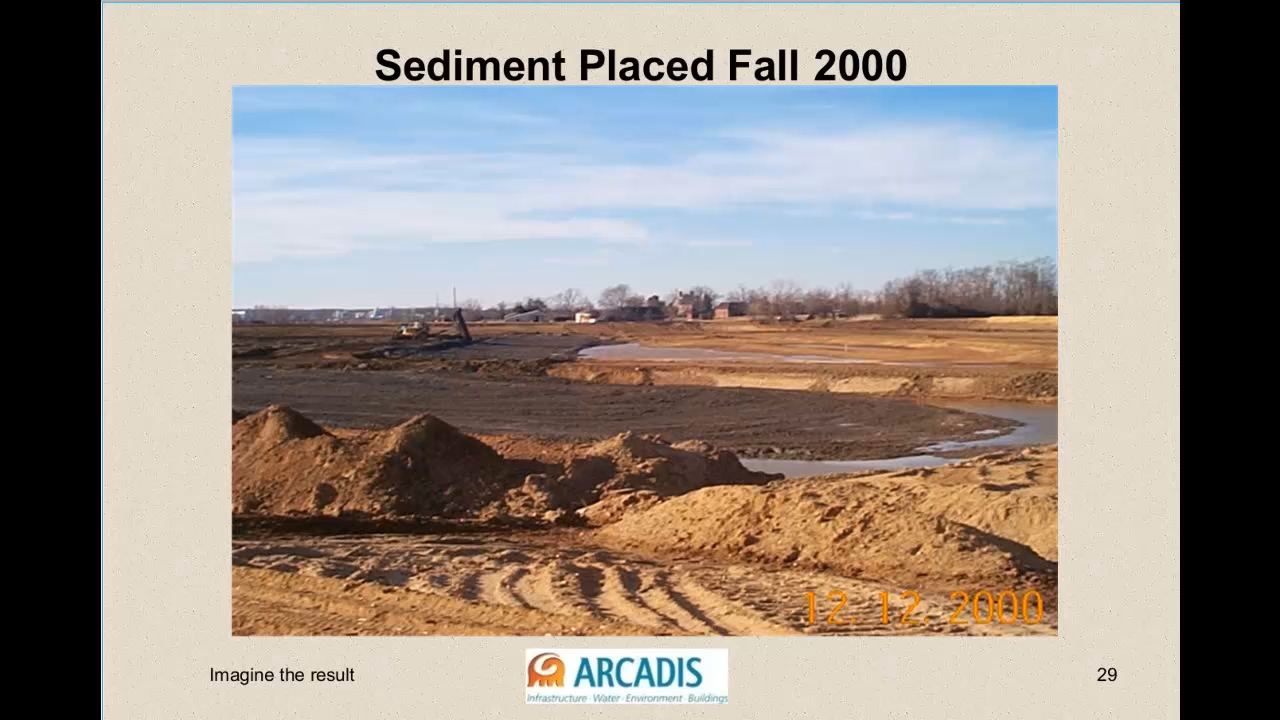 Sediment Placed Fall 2000
12. 12. 2000
Imagine the result
ARCADIS
Infrastructure · Water · Environment · Buildings
29